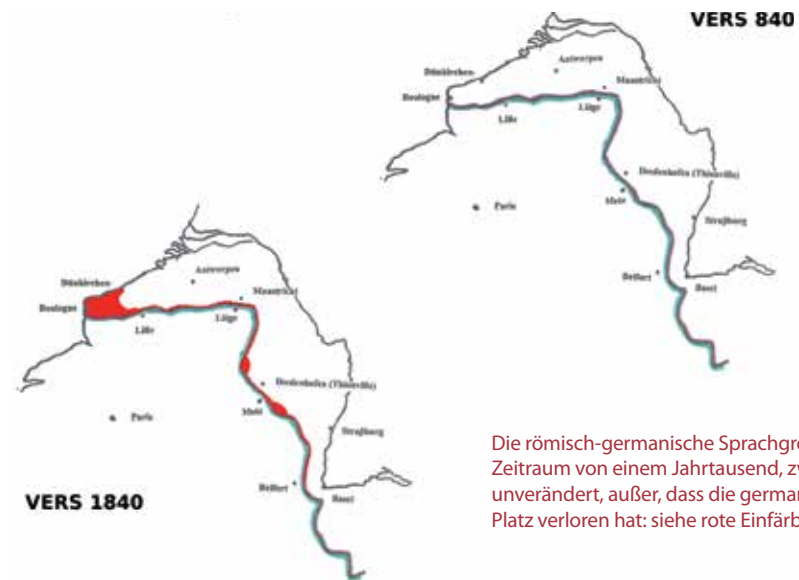 VERS 840
Antwerpen
Dünkirchen
Maastricht
Boulogne
Lille
Lüge
Diedenhofen (Thionville)
Metz
Paris
Straßburg
Belfort
Basel
Antwerpen
Dünkirchen
Maastricht
Boulogne
Lille
Lüge
Diedenhofen (Thionville)
Metz
Paris
Straßburg
Belfort
Basel
VERS 1840
Die römisch-germanische Sprachgre
Zeitraum von einem Jahrtausend, zv
unverändert, außer, dass die german
Platz verloren hat: siehe rote Einfärb